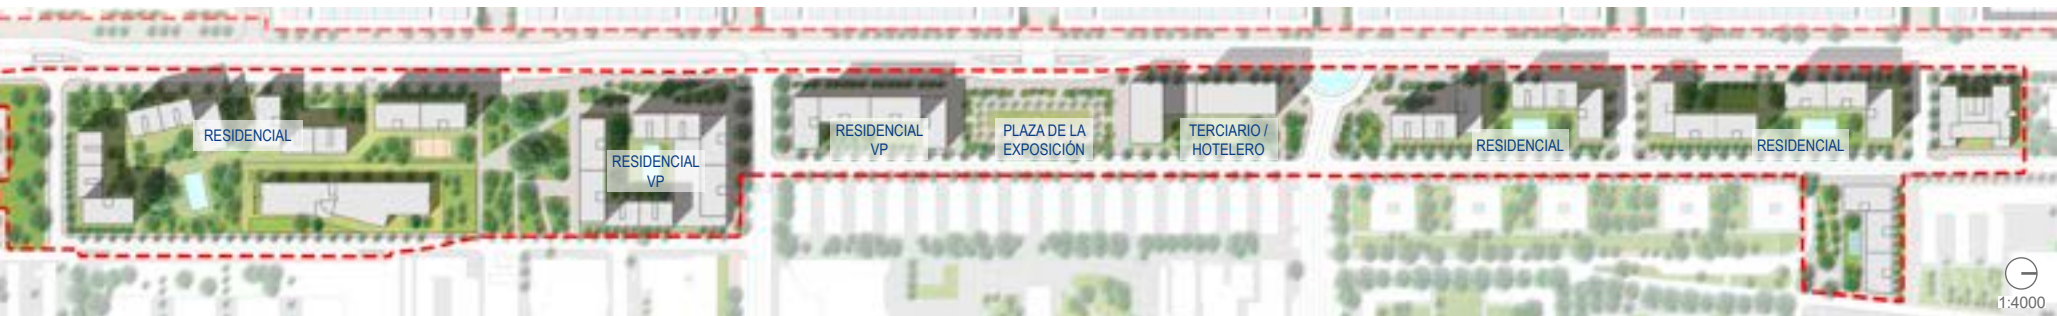 RESIDENCIAL
RESIDENCIAL
VP
RESIDENCIAL
VP
PLAZA DE LA
EXPOSICIÓN
TERCIARIO /
HOTELERO
RESIDENCIAL
RESIDENCIAL
1:4000